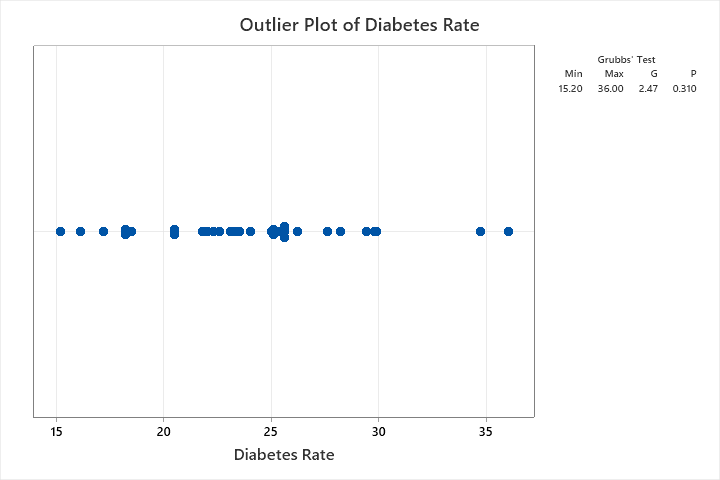 Outlier Plot of Diabetes Rate
Grubbs' Test
Min Max G P
15.20 36.00 2.47 0.310
15 20 25 30 35
Diabetes Rate